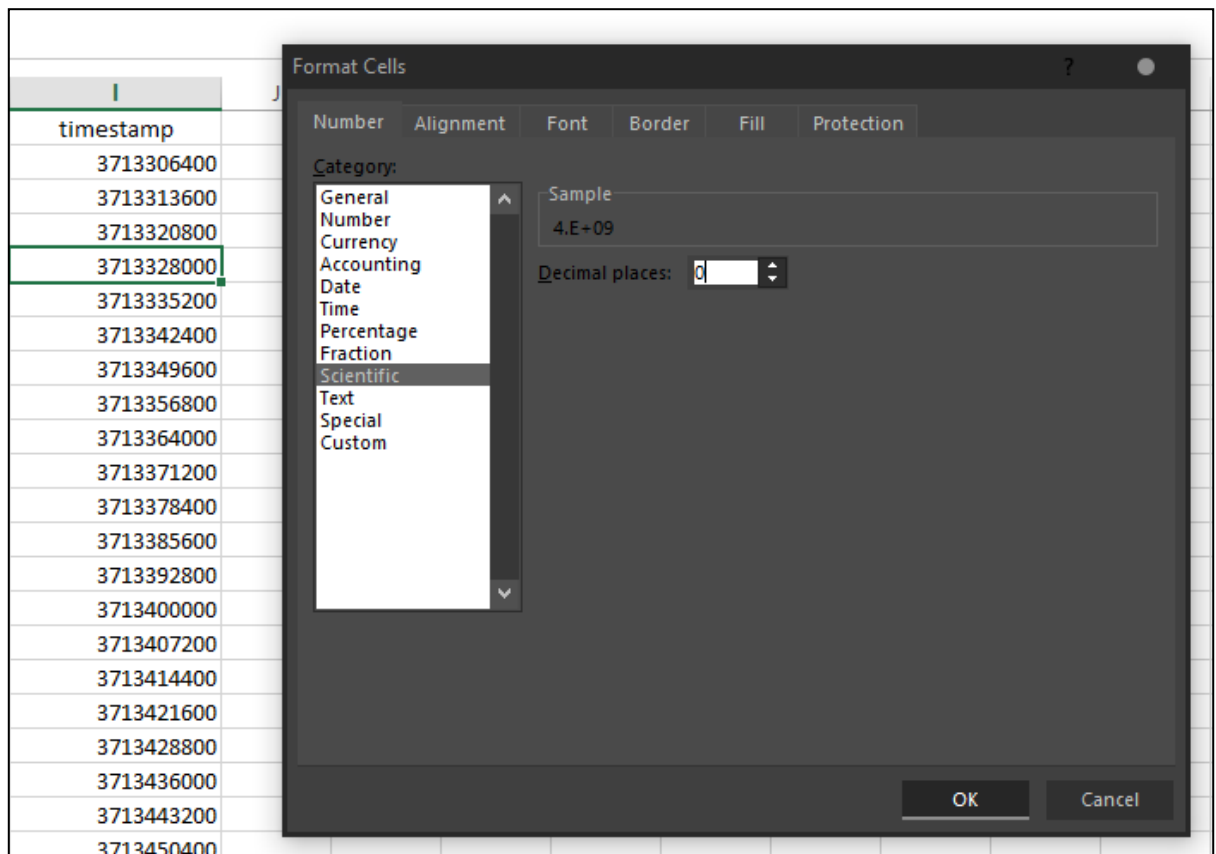 I
J
timestamp
3713306400
3713313600
3713320800
3713328000
3713335200
3713342400
3713349600
3713356800
3713364000
3713371200
3713378400
3713385600
3713392800
3713400000
3713407200
3713414400
3713421600
3713428800
3713436000
3713443200
3713450400
Format Cells ?
Number Alignment Font Border Fill Protection
Category:
General
Number
Currency
Accounting
Date
Time
Percentage
Fraction
Scientific
Text
Special
Custom
Sample
4.E+09
Decimal places: 0
OK Cancel